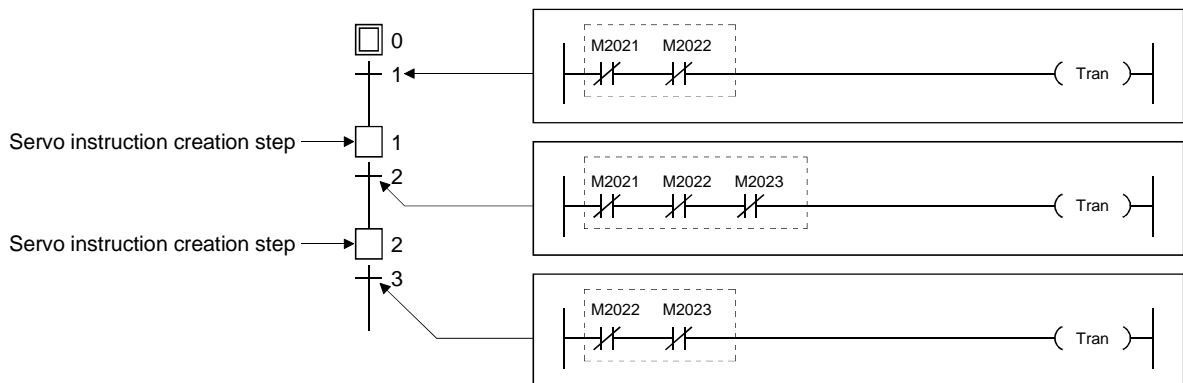 0
1
M2021 M2022
Tran
Servo instruction creation step
1
2
M2021 M2022 M2023
Tran
Servo instruction creation step
2
3
M2022 M2023
Tran